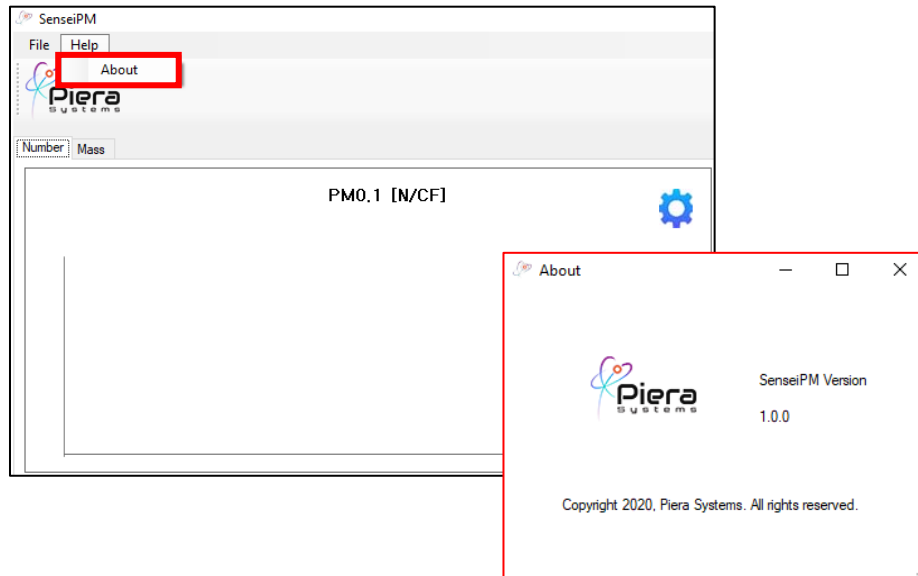 SenseiPM
File Help
About
Piera
Systems
Number Mass
PM0.1 [N/CF]
About
Piera
Systems
SenseiPM Version
1.0.0
Copyright 2020, Piera Systems. All rights reserved.